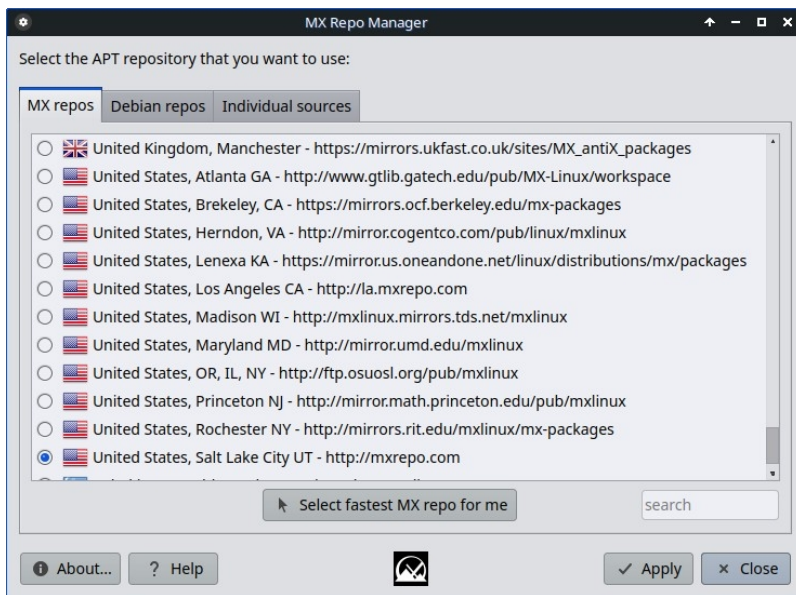 MX Repo Manager
Select the APT repository that you want to use:
MX repos Debian repos Individual sources
United Kingdom, Manchester - https://mirrors.ukfast.co.uk/sites/MX_antiX_packages
United States, Atlanta GA - http://www.gtlib.gatech.edu/pub/MX-Linux/workspace
United States, Brekeley, CA - https://mirrors.ocf.berkeley.edu/mx-packages
United States, Herndon, VA - http://mirror.cogentco.com/pub/linux/mxlinux
United States, Lenexa KA - https://mirror.us.oneandone.net/linux/distributions/mx/packages
United States, Los Angeles CA - http://la.mxrepo.com
United States, Madison WI - http://mxlinux.mirrors.tds.net/mxlinux
United States, Maryland MD - http://mirror.umd.edu/mxlinux
United States, OR, IL, NY - http://ftp.osuosl.org/pub/mxlinux
United States, Princeton NJ - http://mirror.math.princeton.edu/pub/mxlinux
United States, Rochester NY - http://mirrors.rit.edu/mxlinux/mx-packages
United States, Salt Lake City UT - http://mxrepo.com
Select fastest MX repo for me search
About... ? Help Apply Close